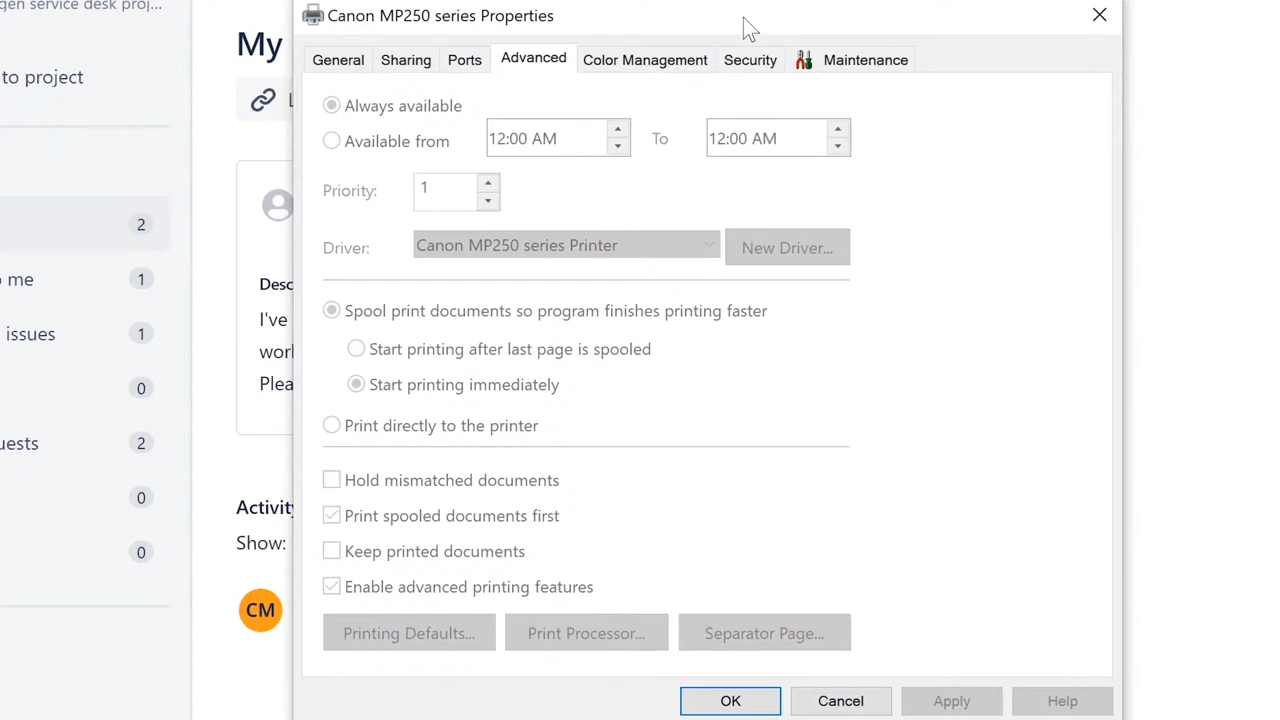 gen service desk proj...
to project
2
o me
1
issues
1
0
uests
2
0
0
My
Desc
I've
work
Plea
Activity
Show:
CM
Canon MP250 series Properties
General Sharing Ports Advanced Color Management Security Maintenance
Always available
Available from 12:00 AM To 12:00 AM
Priority: 1
Driver: Canon MP250 series Printer New Driver...
Spool print documents so program finishes printing faster
Start printing after last page is spooled
Start printing immediately
Print directly to the printer
Hold mismatched documents
Print spooled documents first
Keep printed documents
Enable advanced printing features
Printing Defaults... Print Processor... Separator Page...
OK Cancel Apply Help